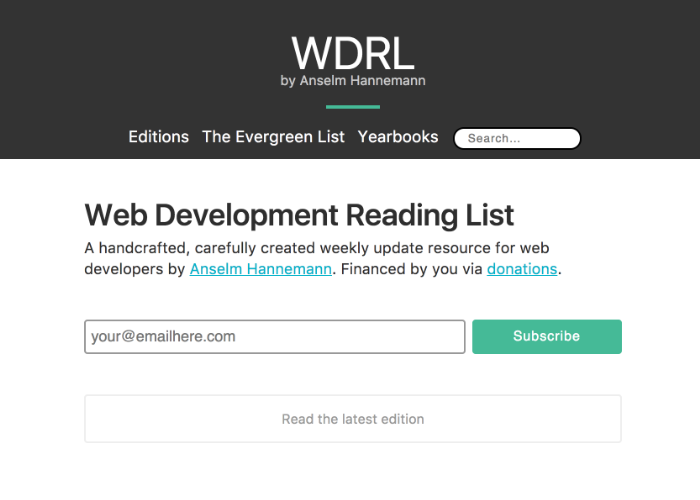 WDRL
by Anselm Hannemann
Editions The Evergreen List Yearbooks Search...
Web Development Reading List
A handcrafted, carefully created weekly update resource for web
developers by Anselm Hannemann. Financed by you via donations.
your@emailhere.com Subscribe
Read the latest edition